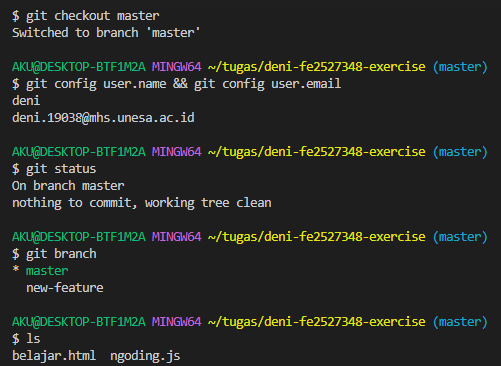 $ git checkout master
Switched to branch 'master'
AKU@DESKTOP-BTF1M2A MINGW64 ~/tugas/deni-fe2527348-exercise (master)
$ git config user.name && git config user.email
deni
deni.19038@mhs.unesa.ac.id
AKU@DESKTOP-BTF1M2A MINGW64 ~/tugas/deni-fe2527348-exercise (master)
$ git status
On branch master
nothing to commit, working tree clean
AKU@DESKTOP-BTF1M2A MINGW64 ~/tugas/deni-fe2527348-exercise (master)
$ git branch
* master
  new-feature
AKU@DESKTOP-BTF1M2A MINGW64 ~/tugas/deni-fe2527348-exercise (master)
$ ls
belajar.html  ngoding.js